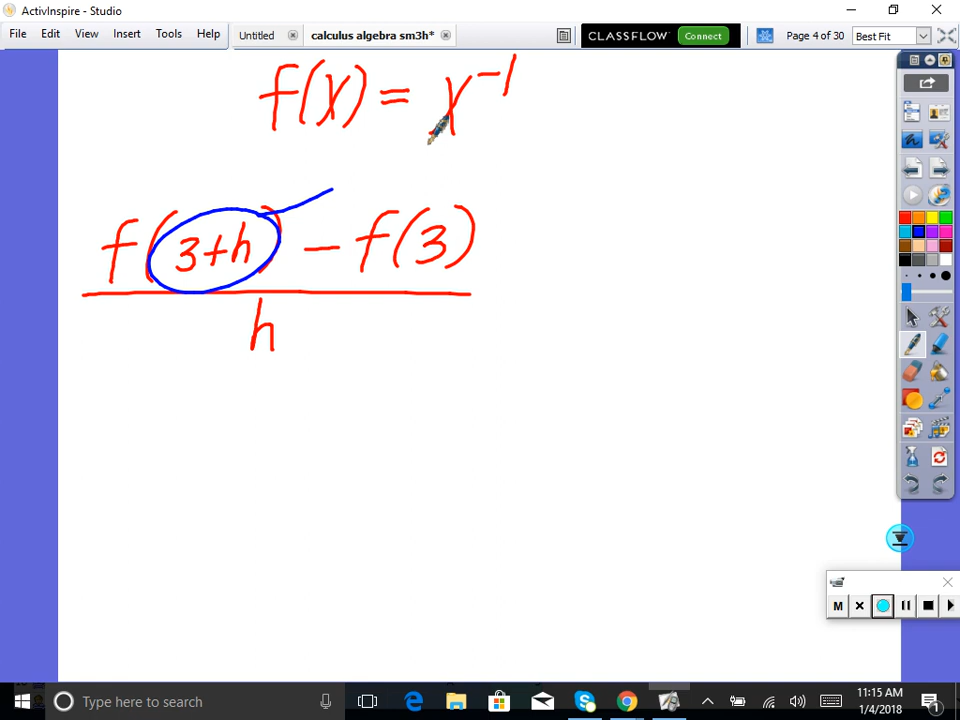 ActivInspire - Studio
File Edit View Insert Tools Help Untitled calculus algebra sm3h* CLASSFLOW Connect Page 4 of 30 Best Fit
f(x) = x⁻¹
f(3+h) - f(3)
h
M
Type here to search
11:15 AM
1/4/2018
1